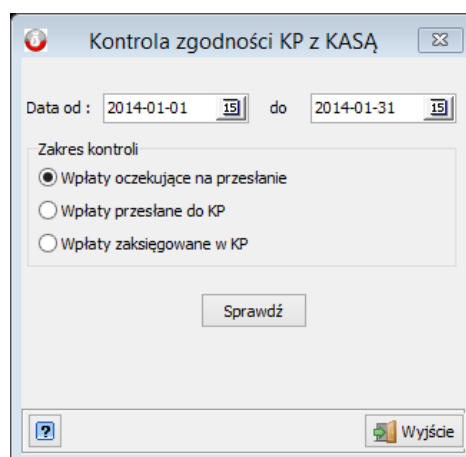 Kontrola zgodności KP z KASĄ
Data od : 2014-01-01 15 do 2014-01-31 15
Zakres kontroli
Wpłaty oczekujące na przesłanie
Wpłaty przesłane do KP
Wpłaty zaksięgowane w KP
Sprawdź
? Wyjście